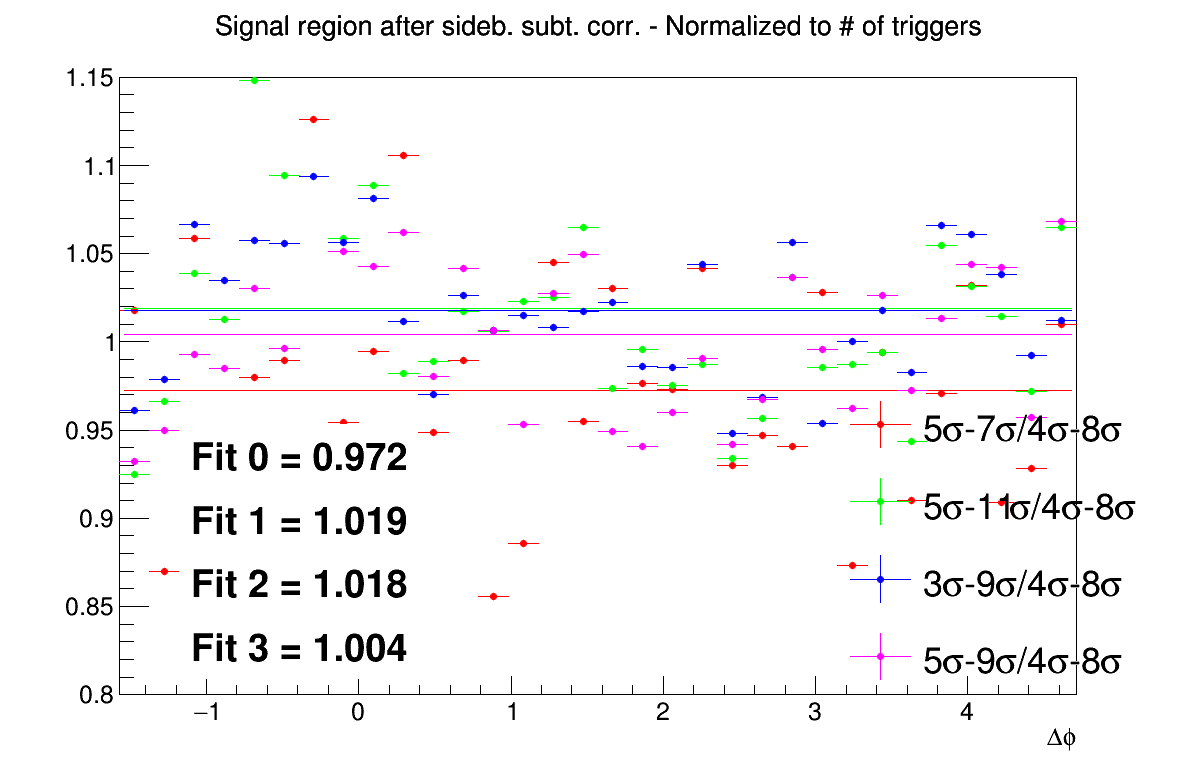 Signal region after sideb. subt. corr. - Normalized to # of triggers
1.15
1.1
1.05
1
0.95
0.9
0.85
0.8
Fit 0 = 0.972
Fit 1 = 1.019
Fit 2 = 1.018
Fit 3 = 1.004
5σ-7σ/4σ-8σ
5σ-11σ/4σ-8σ
3σ-9σ/4σ-8σ
5σ-9σ/4σ-8σ
−1 0 1 2 3 4
Δϕ